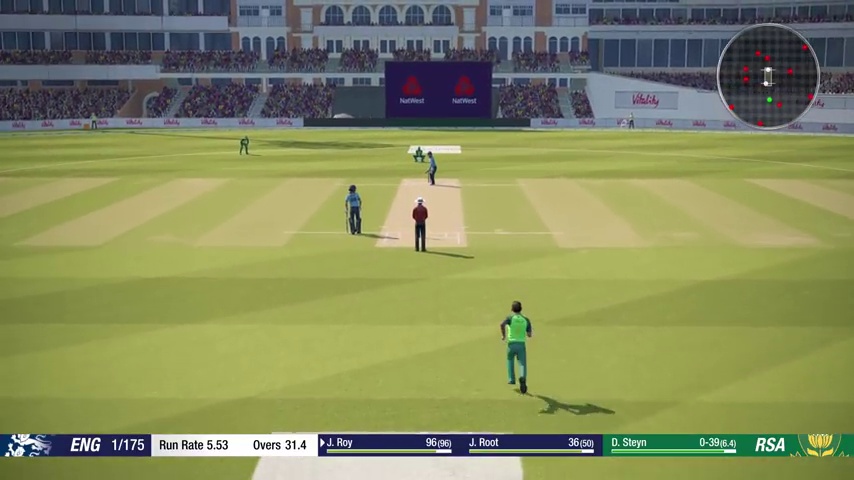 NatWest NatWest
Vitality
ENG 1/175 Run Rate 5.53 Overs 31.4 J. Roy 96(96) J. Root 36(50) D. Steyn 0-39(6.4) RSA